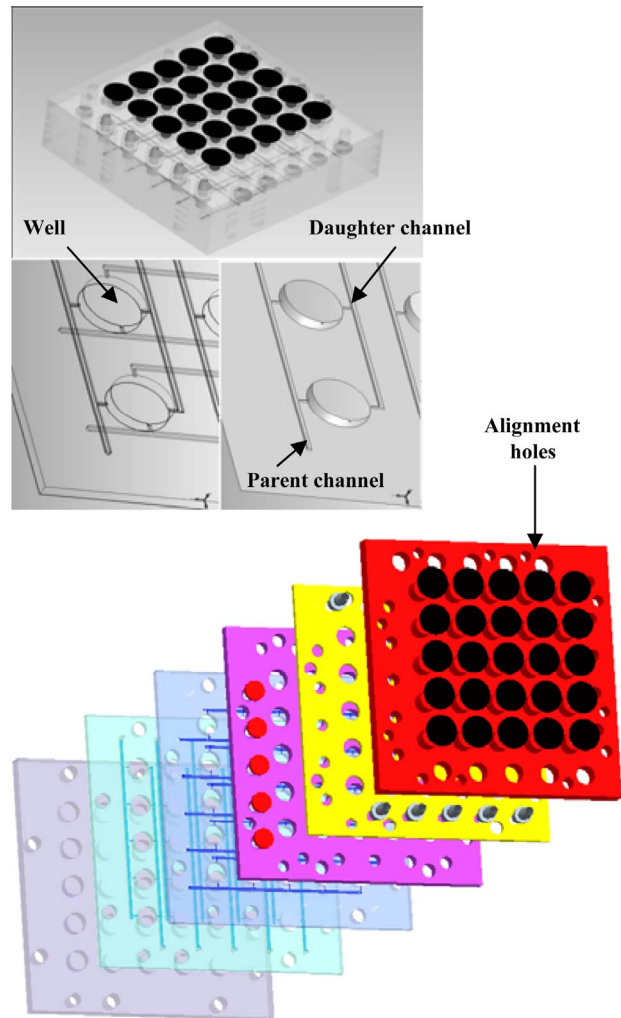 Well
Daughter channel
Parent channel
Alignment
holes